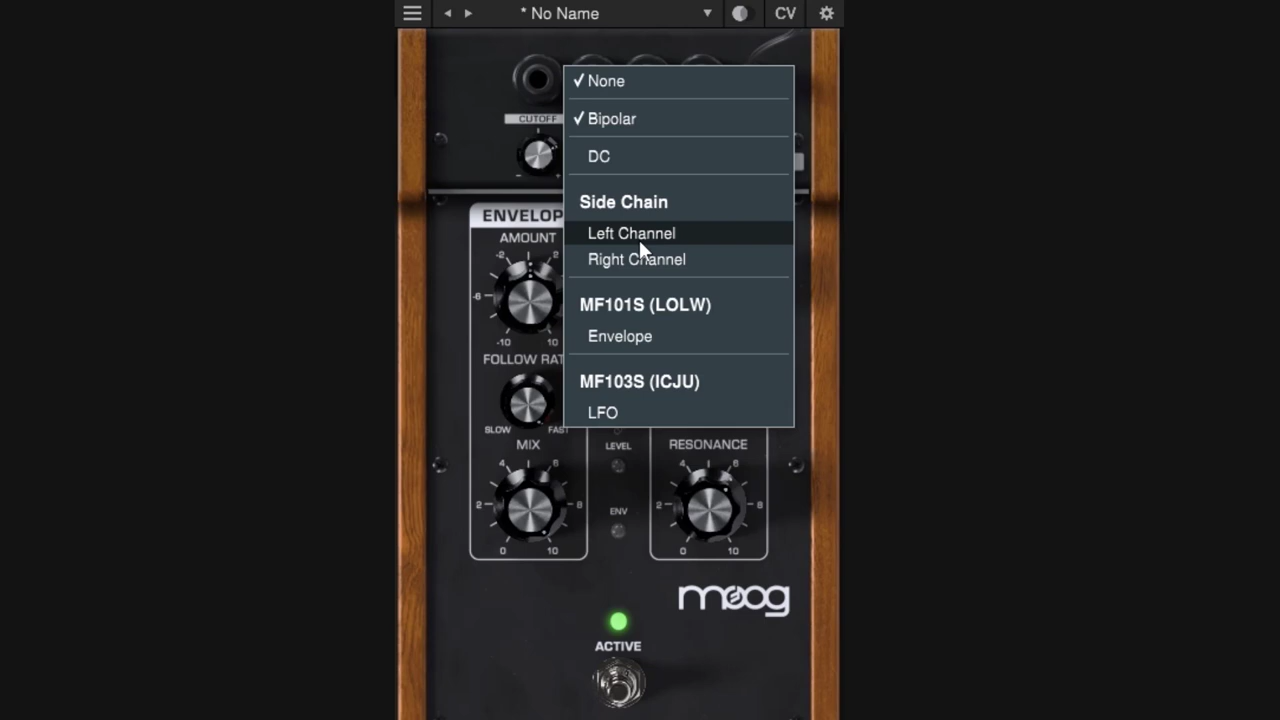 * No Name
CV
✓ None
✓ Bipolar
DC
Side Chain
Left Channel
Right Channel
MF101S (LOLW)
Envelope
MF103S (ICJU)
LFO
CUTOFF
- +
ENVELOP
AMOUNT
-2 2
-6
-10 10
FOLLOW RAT
SLOW FAST
MIX
4 6
2 8
0 10
LEVEL
ENV
RESONANCE
4 6
2 8
0 10
moog
ACTIVE